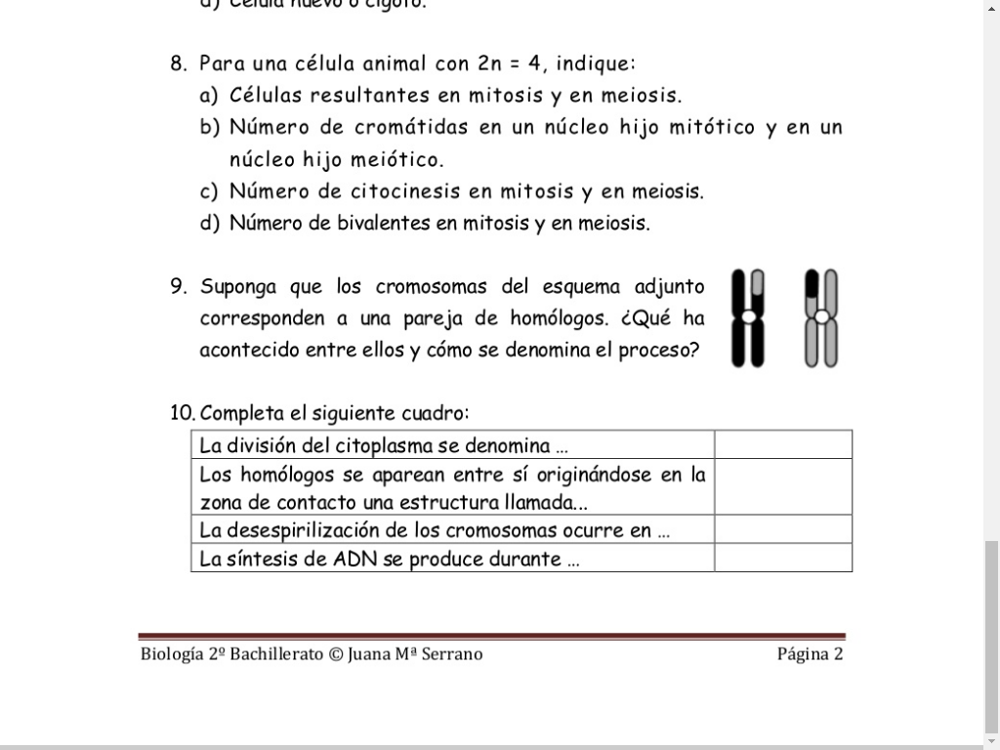 d) Célula huevo o cigoto.
8. Para una célula animal con 2n = 4, indique:
a) Células resultantes en mitosis y en meiosis.
b) Número de cromátidas en un núcleo hijo mitótico y en un
núcleo hijo meiótico.
c) Número de citocinesis en mitosis y en meiosis.
d) Número de bivalentes en mitosis y en meiosis.
9. Suponga que los cromosomas del esquema adjunto
corresponden a una pareja de homólogos. ¿Qué ha
acontecido entre ellos y cómo se denomina el proceso?
10. Completa el siguiente cuadro:
La división del citoplasma se denomina ...
Los homólogos se aparean entre sí originándose en la
zona de contacto una estructura llamada...
La desespirilización de los cromosomas ocurre en ...
La síntesis de ADN se produce durante ...
Biología 2º Bachillerato © Juana Mª Serrano
Página 2